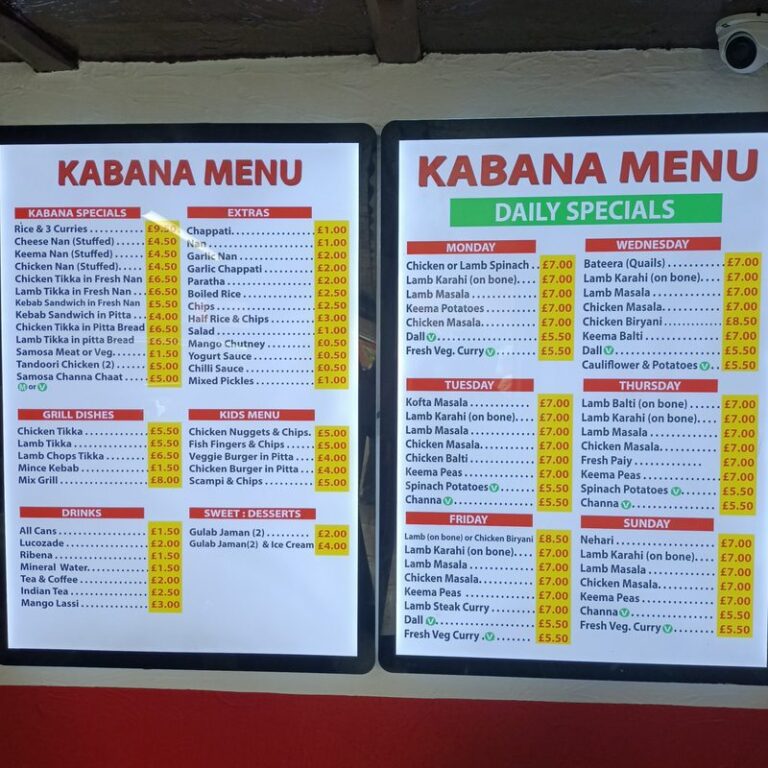 KABANA MENU
KABANA SPECIALS
Rice & 3 Curries .......... £9.50
Cheese Nan (Stuffed) ..... £4.50
Keema Nan (Stuffed) ..... £4.50
Chicken Nan (Stuffed) .... £4.50
Chicken Tikka in Fresh Nan £6.50
Lamb Tikka in Fresh Nan .. £6.50
Kebab Sandwich in Fresh Nan £5.50
Kebab Sandwich in Pitta ... £4.00
Chicken Tikka in Pitta Bread £6.50
Lamb Tikka in pitta Bread £6.50
Samosa Meat or Veg. ...... £1.50
Tandoori Chicken (2) ...... £5.00
Samosa Channa Chaat .... £5.00
M or V
EXTRAS
Chappati. £1.00
Nan £1.00
Garlic Nan £2.00
Garlic Chappati £2.00
Paratha £2.00
Boiled Rice £2.50
Chips £2.50
Half Rice & Chips £3.00
Salad £1.00
Mango Chutney £0.50
Yogurt Sauce £0.50
Chilli Sauce £0.50
Mixed Pickles £1.00
GRILL DISHES
Chicken Tikka £5.50
Lamb Tikka £5.50
Lamb Chops Tikka £6.50
Mince Kebab £1.50
Mix Grill £8.00
KIDS MENU
Chicken Nuggets & Chips. £5.00
Fish Fingers & Chips £5.00
Veggie Burger in Pitta £4.00
Chicken Burger in Pitta £4.00
Scampi & Chips £5.00
DRINKS
All Cans £1.50
Lucozade £2.00
Ribena £1.50
Mineral Water. £1.50
Tea & Coffee £2.00
Indian Tea £2.50
Mango Lassi £3.00
SWEET : DESSERTS
Gulab Jaman (2) £2.00
Gulab Jaman(2) & Ice Cream £4.00
KABANA MENU
DAILY SPECIALS
MONDAY
Chicken or Lamb Spinach £7.00
Lamb Karahi (on bone) £7.00
Lamb Masala £7.00
Keema Potatoes £7.00
Chicken Masala £7.00
Dall V £5.50
Fresh Veg. Curry V £5.50
WEDNESDAY
Bateera (Quails) £7.00
Lamb Karahi (on bone) £7.00
Lamb Masala £7.00
Chicken Masala £7.00
Chicken Biryani £8.50
Keema Balti £7.00
Dall V £5.50
Cauliflower & Potatoes V £5.50
TUESDAY
Kofta Masala £7.00
Lamb Karahi (on bone) £7.00
Lamb Masala £7.00
Chicken Masala £7.00
Chicken Balti £7.00
Keema Peas £7.00
Spinach Potatoes V £5.50
Channa V £5.50
THURSDAY
Lamb Balti (on bone) £7.00
Lamb Karahi (on bone) £7.00
Lamb Masala £7.00
Chicken Masala £7.00
Fresh Paiy £7.00
Keema Peas £7.00
Spinach Potatoes V £5.50
Channa V £5.50
FRIDAY
Lamb (on bone) or Chicken Biryani £8.50
Lamb Karahi (on bone) £7.00
Lamb Masala £7.00
Chicken Masala £7.00
Keema Peas £7.00
Lamb Steak Curry £7.00
Dall V £5.50
Fresh Veg Curry V £5.50
SUNDAY
Nehari £7.00
Lamb Karahi (on bone) £7.00
Lamb Masala £7.00
Chicken Masala £7.00
Keema Peas £7.00
Channa V £5.50
Fresh Veg. Curry V £5.50